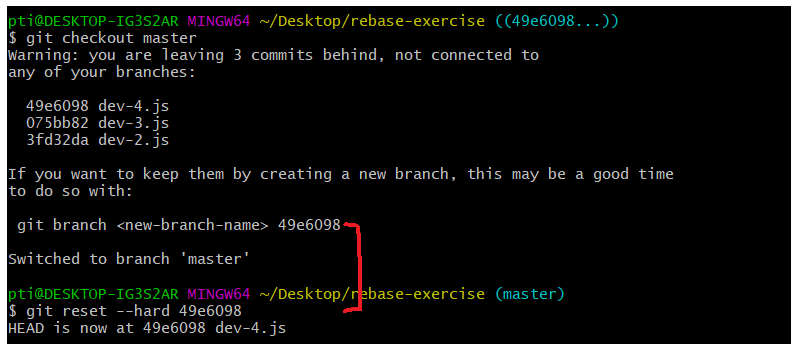 pti@DESKTOP-IG3S2AR MINGW64 ~/Desktop/rebase-exercise ((49e6098...))
$ git checkout master
Warning: you are leaving 3 commits behind, not connected to
any of your branches:
49e6098 dev-4.js
075bb82 dev-3.js
3fd32da dev-2.js
If you want to keep them by creating a new branch, this may be a good time
to do so with:
git branch <new-branch-name> 49e6098
Switched to branch 'master'
pti@DESKTOP-IG3S2AR MINGW64 ~/Desktop/rebase-exercise (master)
$ git reset --hard 49e6098
HEAD is now at 49e6098 dev-4.js